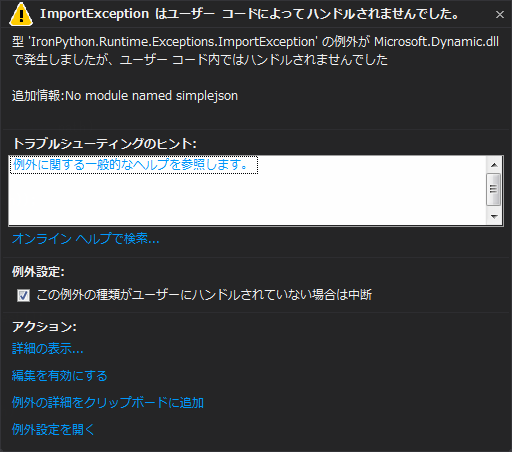 ImportException はユーザー コードによってハンドルされませんでした。
型 'IronPython.Runtime.Exceptions.ImportException' の例外が Microsoft.Dynamic.dll
で発生しましたが、ユーザー コード内ではハンドルされませんでした
追加情報:No module named simplejson
トラブルシューティングのヒント:
例外に関する一般的なヘルプを参照します。
オンライン ヘルプで検索...
例外設定:
この例外の種類がユーザーにハンドルされていない場合は中断
アクション:
詳細の表示...
編集を有効にする
例外の詳細をクリップボードに追加
例外設定を開く